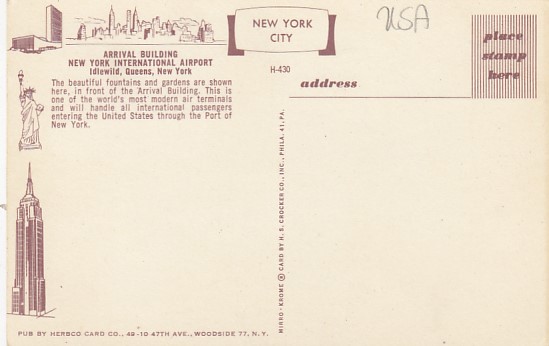 NEW YORK
CITY
USA
place
stamp
here
ARRIVAL BUILDING
NEW YORK INTERNATIONAL AIRPORT
Idlewild, Queens, New York
The beautiful fountains and gardens are shown
here, in front of the Arrival Building. This is
one of the world's most modern air terminals
and will handle all international passengers
entering the United States through the Port of
New York.
H-430
address
MIRRO-KROME ® CARD BY H. S. CROCKER CO., INC., PHILA. 41, PA.
PUB BY HERBCO CARD CO., 49-10 47TH AVE., WOODSIDE 77, N. Y.